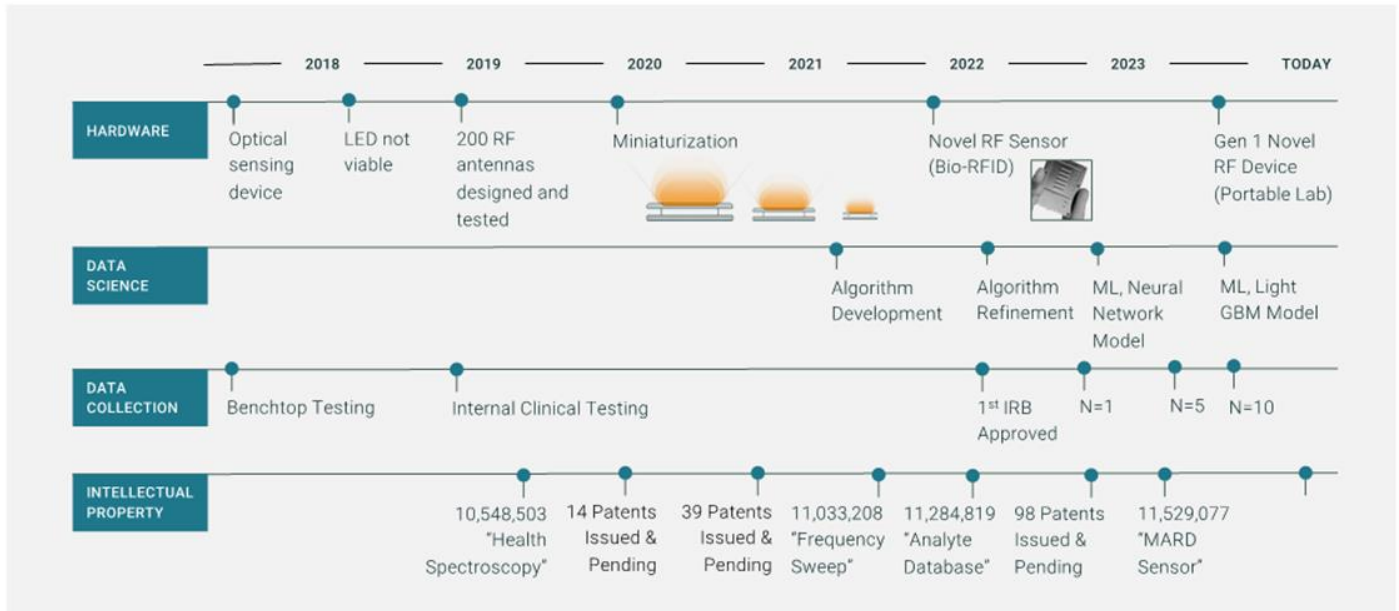 2018 2019 2020 2021 2022 2023 TODAY
HARDWARE
Optical
sensing
device
LED not
viable
200 RF
antennas
designed and
tested
Miniaturization
Novel RF Sensor
(Bio-RFID)
Gen 1 Novel
RF Device
(Portable Lab)
DATA
SCIENCE
Algorithm
Development
Algorithm
Refinement
ML, Neural
Network
Model
ML, Light
GBM Model
DATA
COLLECTION
Benchtop Testing
Internal Clinical Testing
1st IRB
Approved
N=1
N=5
N=10
INTELLECTUAL
PROPERTY
10,548,503
"Health
Spectroscopy"
14 Patents
Issued &
Pending
39 Patents
Issued &
Pending
11,033,208
"Frequency
Sweep"
11,284,819
"Analyte
Database"
98 Patents
Issued &
Pending
11,529,077
"MARD
Sensor"